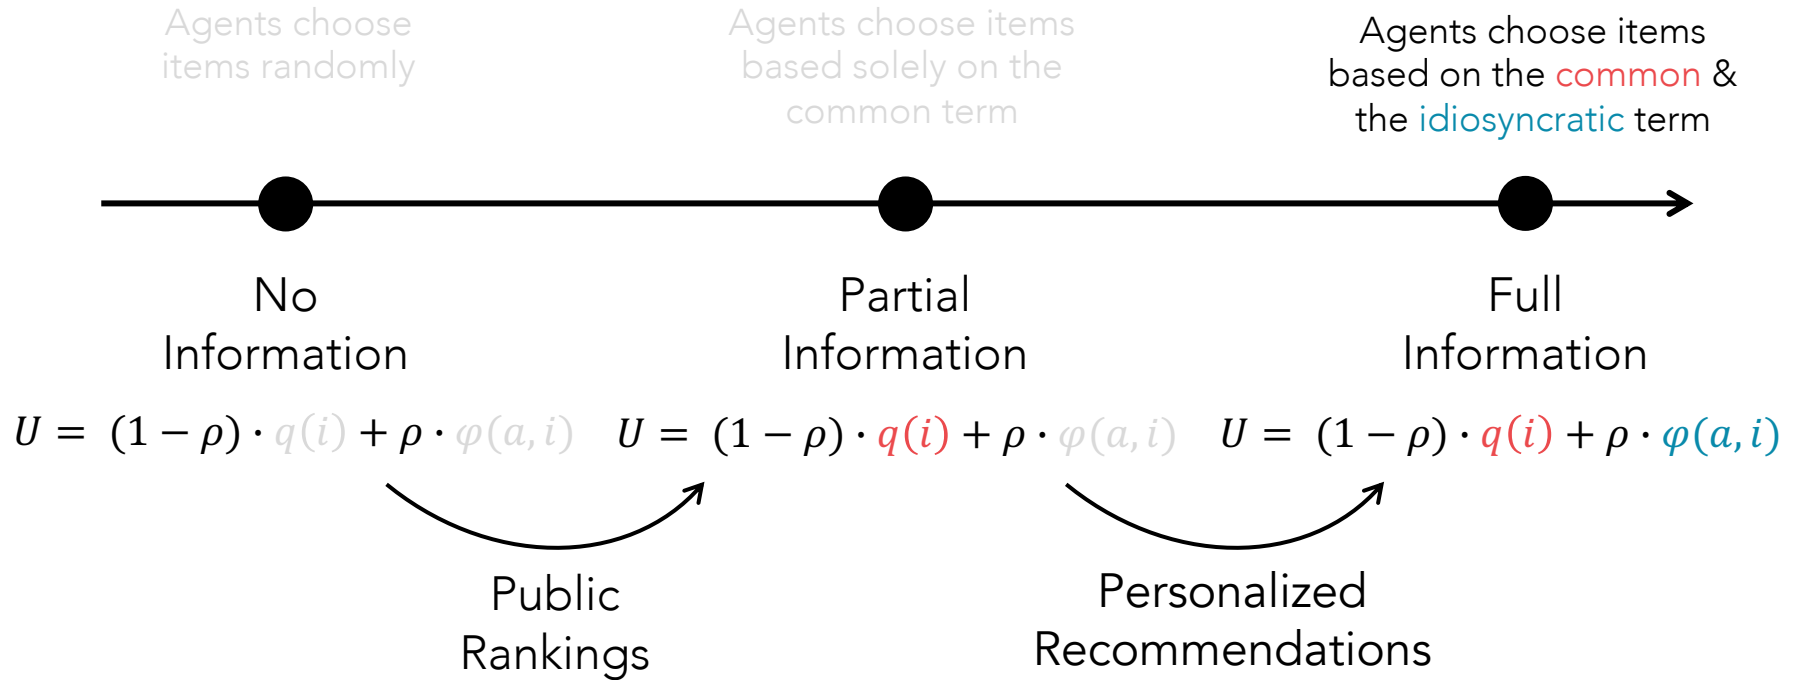 Agents choose
items randomly
Agents choose items
based solely on the
common term
Agents choose items
based on the common &
the idiosyncratic term
No
Information
Partial
Information
Full
Information
U = (1 − ρ) · q(i) + ρ · φ(a, i)
U = (1 − ρ) · q(i) + ρ · φ(a, i)
U = (1 − ρ) · q(i) + ρ · φ(a, i)
Public
Rankings
Personalized
Recommendations